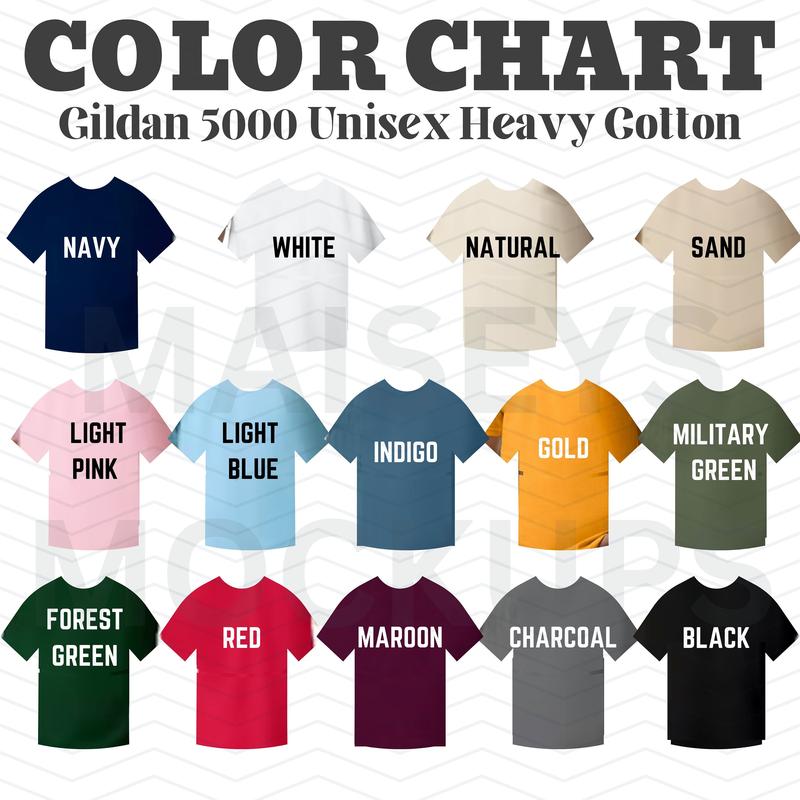 COLOR CHART
Gildan 5000 Unisex Heavy Cotton
NAVY
WHITE
NATURAL
SAND
MAISEYS
LIGHT
PINK
LIGHT
BLUE
INDIGO
GOLD
MILITARY
GREEN
MOCKUPS
FOREST
GREEN
RED
MAROON
CHARCOAL
BLACK